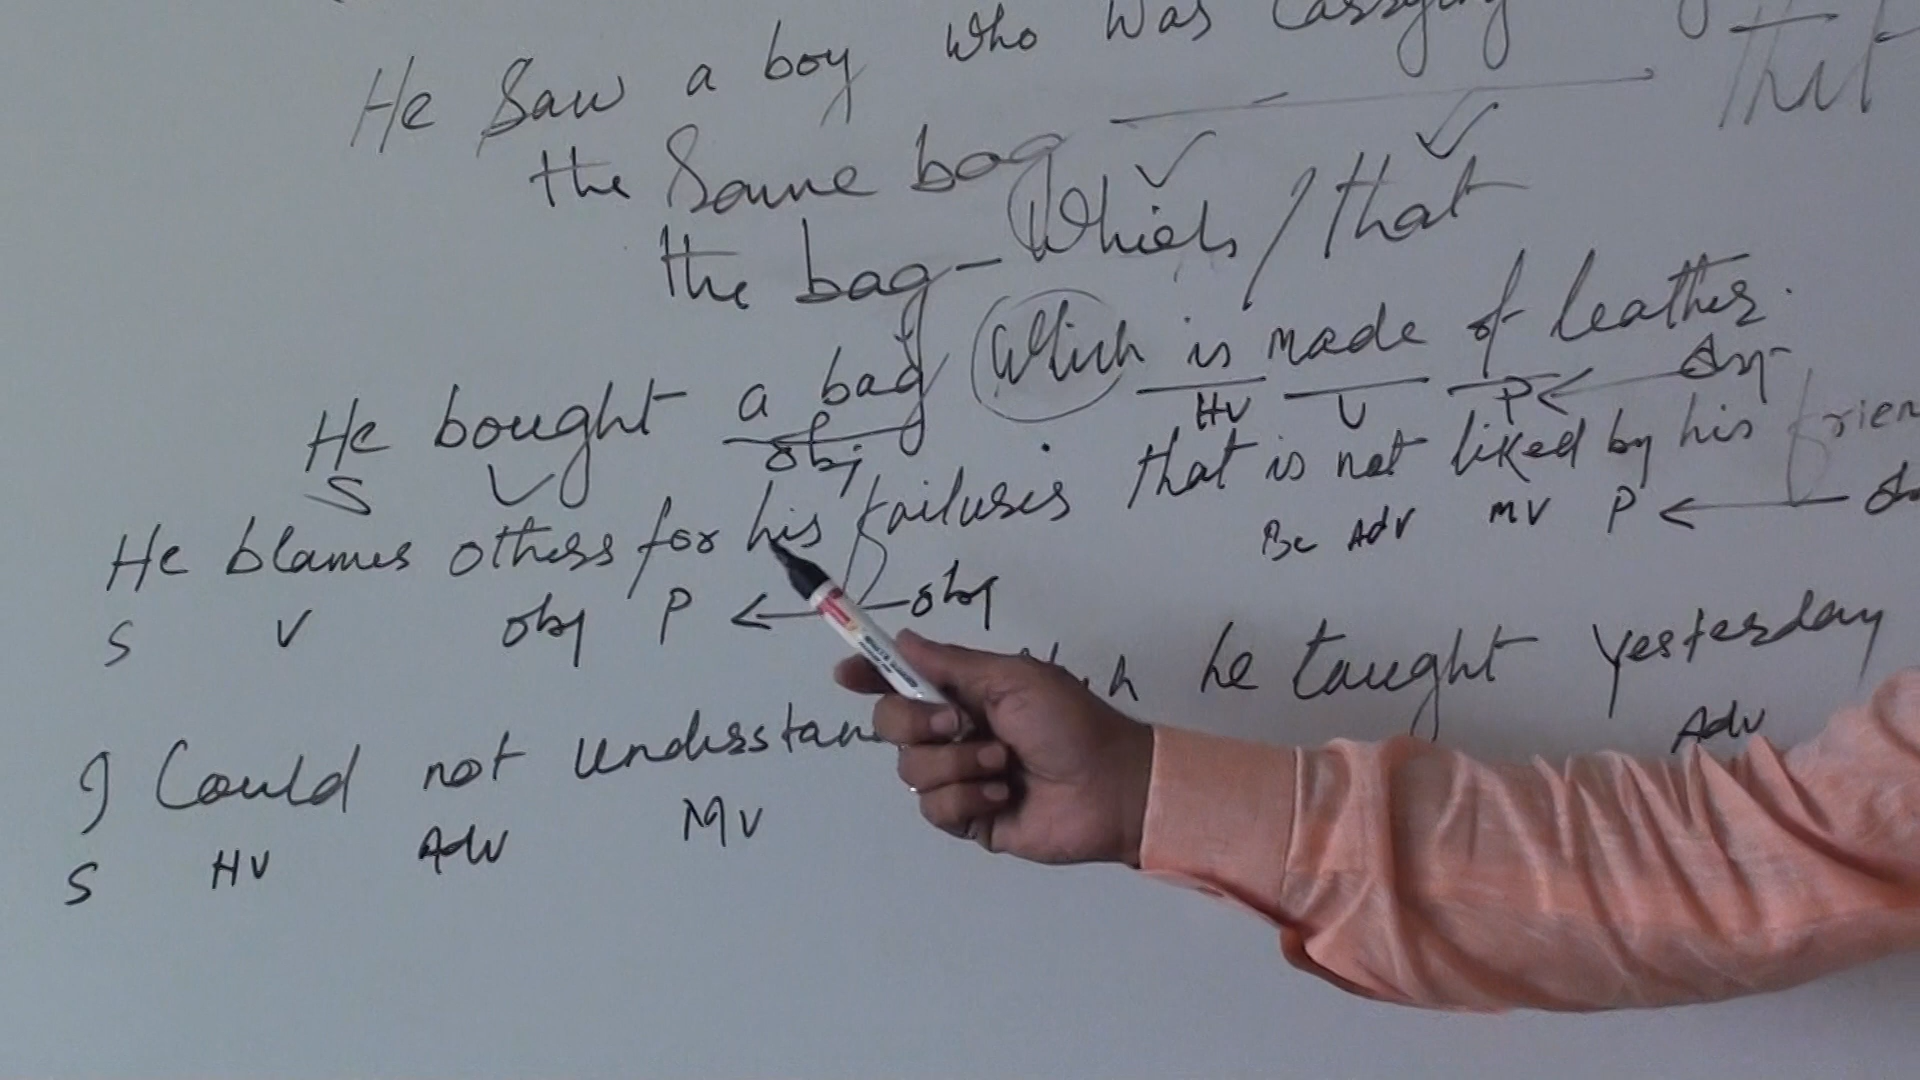 He Saw a boy who was carrying
that
the Same bag
the bag - Which / that
He bought a bag which is made of leather.
S V obj HV V P ← obj
He blames others for his failures that is not liked by his frien
S V obj P ← obj Be Adv MV P ←
I Could not understan he taught yesterday
S HV Adv MV Adv